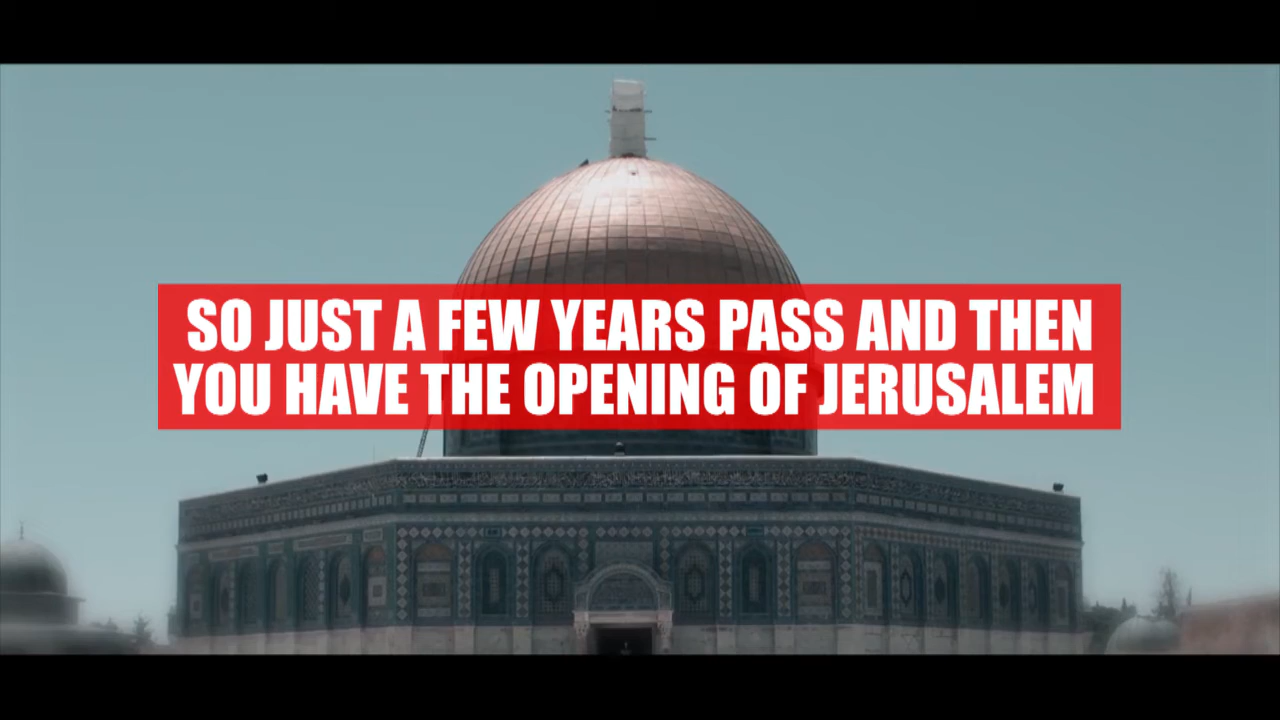 SO JUST A FEW YEARS PASS AND THEN
YOU HAVE THE OPENING OF JERUSALEM